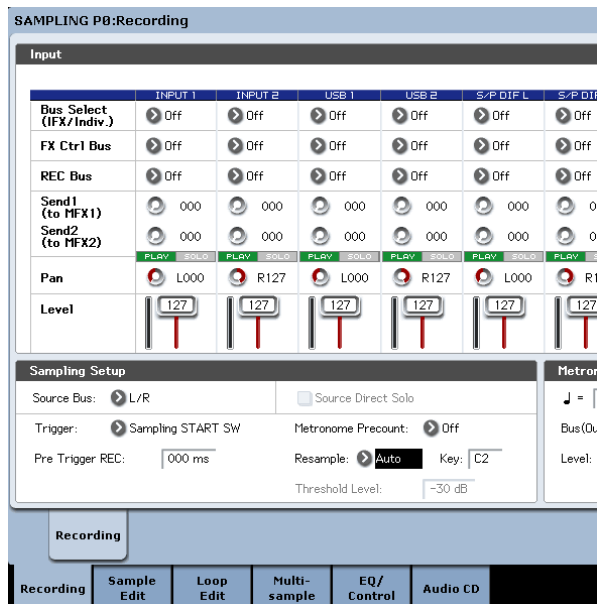 SAMPLING P0:Recording
Input
INPUT 1 INPUT 2 USB 1 USB 2 S/P DIF L S/P DIF
Bus Select (IFX/Indiv.) Off Off Off Off Off Off
FX Ctrl Bus Off Off Off Off Off Off
REC Bus Off Off Off Off Off Off
Send1 (to MFX1) 000 000 000 000 000 0
Send2 (to MFX2) 000 000 000 000 000 0
PLAY SOLO PLAY SOLO PLAY SOLO PLAY SOLO PLAY SOLO PLAY
Pan L000 R127 L000 R127 L000 R1
Level 127 127 127 127 127 127
Sampling Setup Metron
Source Bus: L/R Source Direct Solo ♩ =
Trigger: Sampling START SW Metronome Precount: Off Bus(Ou
Pre Trigger REC: 000 ms Resample: Auto Key: C2 Level:
Threshold Level: -30 dB
Recording
Recording Sample Edit Loop Edit Multi-sample EQ/Control Audio CD